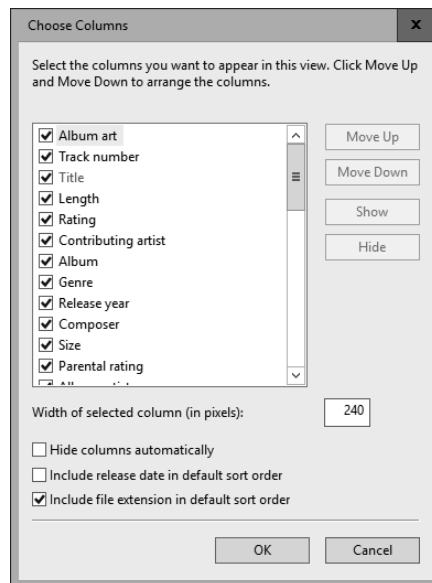 Choose Columns
x
Select the columns you want to appear in this view. Click Move Up
and Move Down to arrange the columns.
Album art
Track number
Title
Length
Rating
Contributing artist
Album
Genre
Release year
Composer
Size
Parental rating
Move Up
Move Down
Show
Hide
Width of selected column (in pixels):
240
Hide columns automatically
Include release date in default sort order
Include file extension in default sort order
OK
Cancel